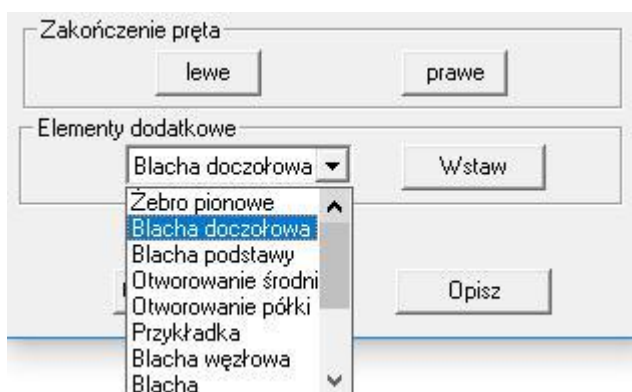 Zakończenie pręta
lewe prawe
Elementy dodatkowe
Blacha doczołowa Wstaw
Żebro pionowe
Blacha doczołowa
Blacha podstawy
Otworowanie środni
Otworowanie półki
Przykładka
Blacha węzłowa
Blacha
Opisz